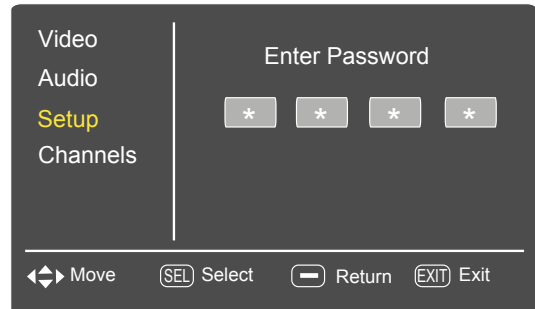 Video
Audio
Setup
Channels
Enter Password
* * * *
Move SEL Select Return EXIT Exit